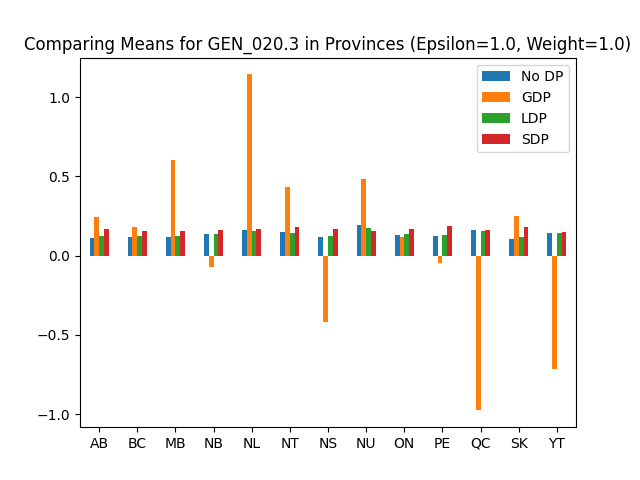 Comparing Means for GEN_020.3 in Provinces (Epsilon=1.0, Weight=1.0)
No DP
GDP
LDP
SDP
1.0
0.5
0.0
−0.5
−1.0
AB BC MB NB NL NT NS NU ON PE QC SK YT